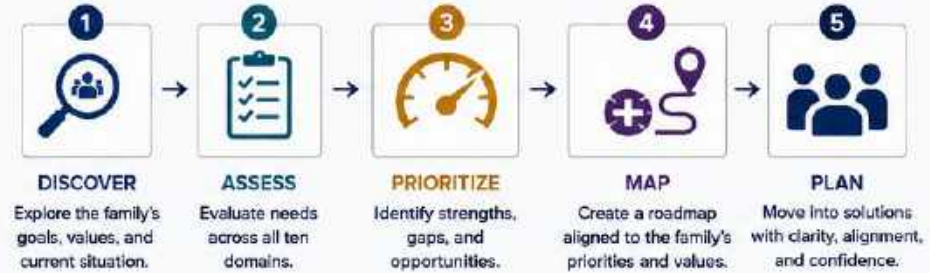 1
DISCOVER
Explore the family's
goals, values, and
current situation.
2
ASSESS
Evaluate needs
across all ten
domains.
3
PRIORITIZE
Identify strengths,
gaps, and
opportunities.
4
MAP
Create a roadmap
aligned to the family's
priorities and values.
5
PLAN
Move into solutions
with clarity, alignment,
and confidence.